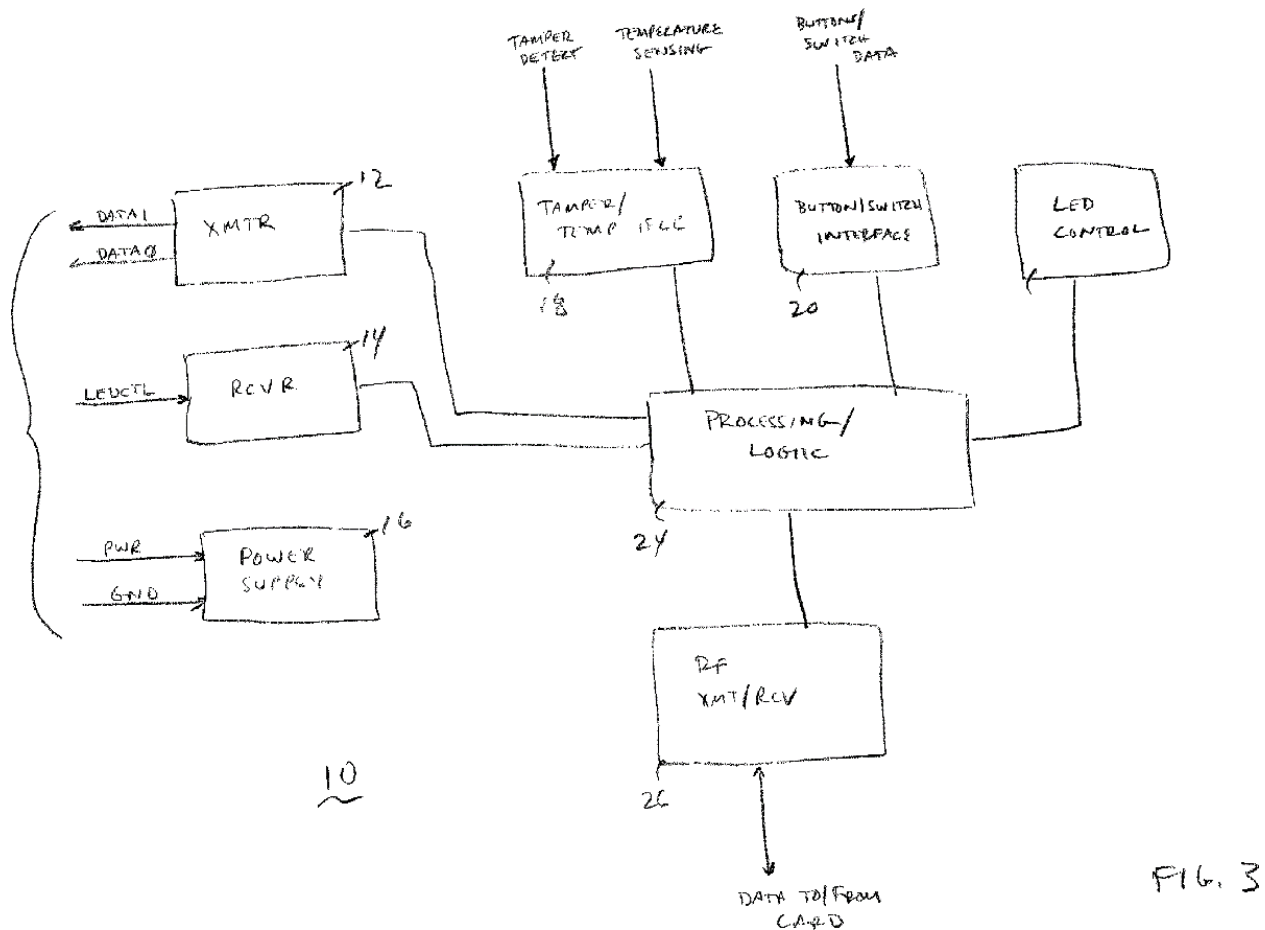 TAMPER
DETECT
TEMPERATURE
SENSING
BUTTONS/
SWITCH
DATA
12
XMTR
DATA1
DATA0
TAMPER/
TEMP
18
BUTTON/SWITCH
INTERFACE
20
LED
CONTROL
14
RCVR
LEDCTL
PROCESSING/
LOGIC
24
16
POWER
SUPPLY
PWR
GND
RF
XMT/RCV
26
10
DATA TO/FROM
CARD
FIG. 3